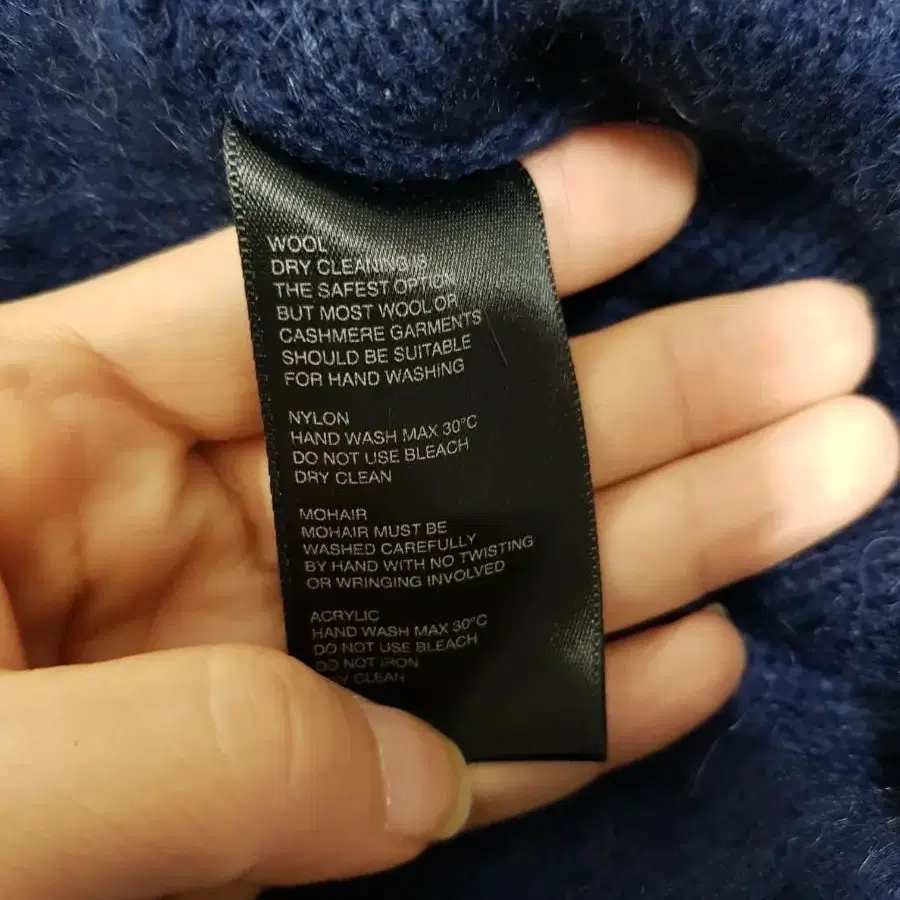 WOOL
DRY CLEANING IS
THE SAFEST OPTION
BUT MOST WOOL OR
CASHMERE GARMENTS
SHOULD BE SUITABLE
FOR HAND WASHING
NYLON
HAND WASH MAX 30°C
DO NOT USE BLEACH
DRY CLEAN
MOHAIR
MOHAIR MUST BE
WASHED CAREFULLY
BY HAND WITH NO TWISTING
OR WRINGING INVOLVED
ACRYLIC
HAND WASH MAX 30°C
DO NOT USE BLEACH
DO NOT IRON
DRY CLEAN